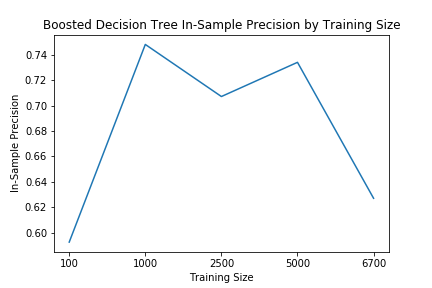 Boosted Decision Tree In-Sample Precision by Training Size
0.74
0.72
0.70
0.68
0.66
0.64
0.62
0.60
In-Sample Precision
100 1000 2500 5000 6700
Training Size